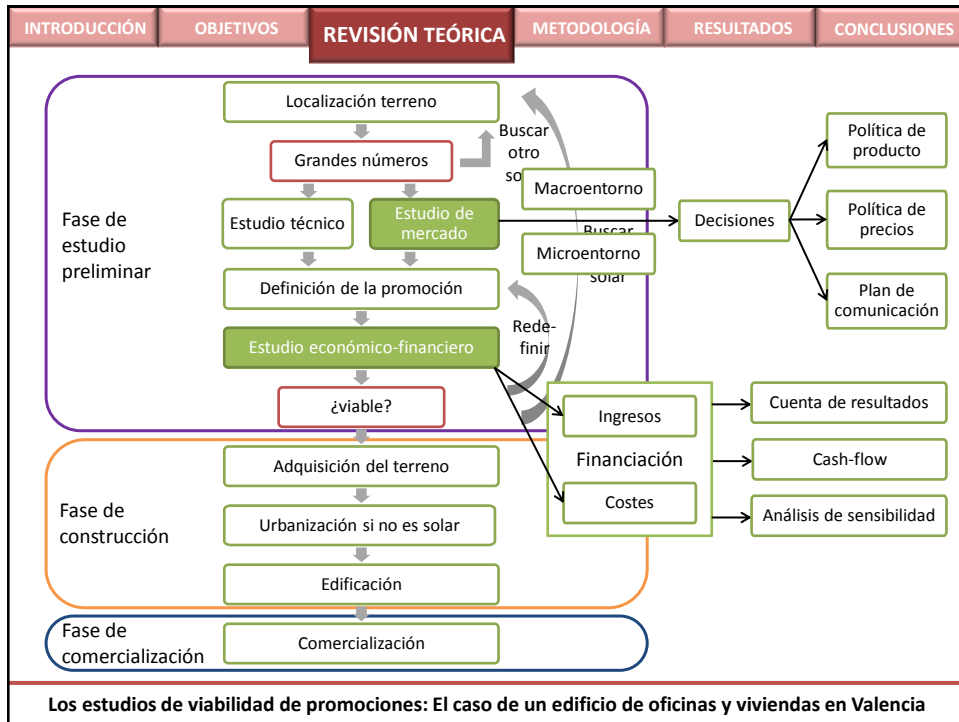 INTRODUCCIÓN
OBJETIVOS
REVISIÓN TEÓRICA
METODOLOGÍA
RESULTADOS
CONCLUSIONES
Fase de
estudio
preliminar
Localización terreno
Grandes números
Buscar
otro
Estudio técnico
Estudio de
mercado
Definición de la promoción
Estudio económico-financiero
¿viable?
Rede-
finir
Macroentorno
Microentorno
Buscar
solar
Decisiones
Política de
producto
Política de
precios
Plan de
comunicación
Ingresos
Financiación
Costes
Cuenta de resultados
Cash-flow
Análisis de sensibilidad
Fase de
construcción
Adquisición del terreno
Urbanización si no es solar
Edificación
Fase de
comercialización
Comercialización
Los estudios de viabilidad de promociones: El caso de un edificio de oficinas y viviendas en Valencia